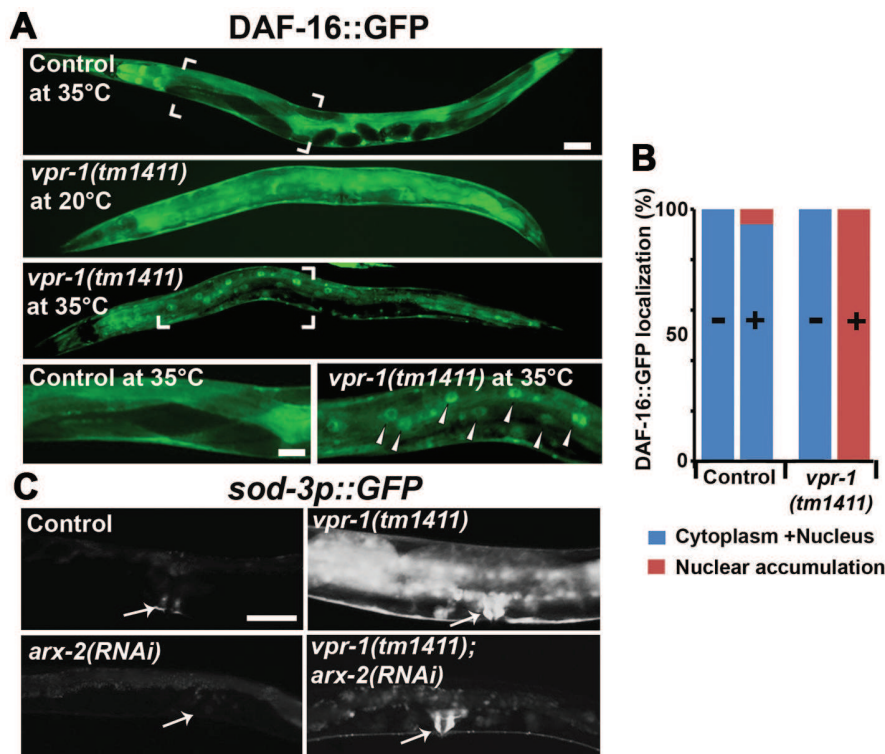 A
DAF-16::GFP
Control
at 35°C
vpr-1(tm1411)
at 20°C
vpr-1(tm1411)
at 35°C
Control at 35°C
vpr-1(tm1411) at 35°C
B
DAF-16::GFP localization (%)
100
50
0
-
+
-
+
Control
vpr-1
(tm1411)
Cytoplasm +Nucleus
Nuclear accumulation
C
sod-3p::GFP
Control
vpr-1(tm1411)
arx-2(RNAi)
vpr-1(tm1411);
arx-2(RNAi)